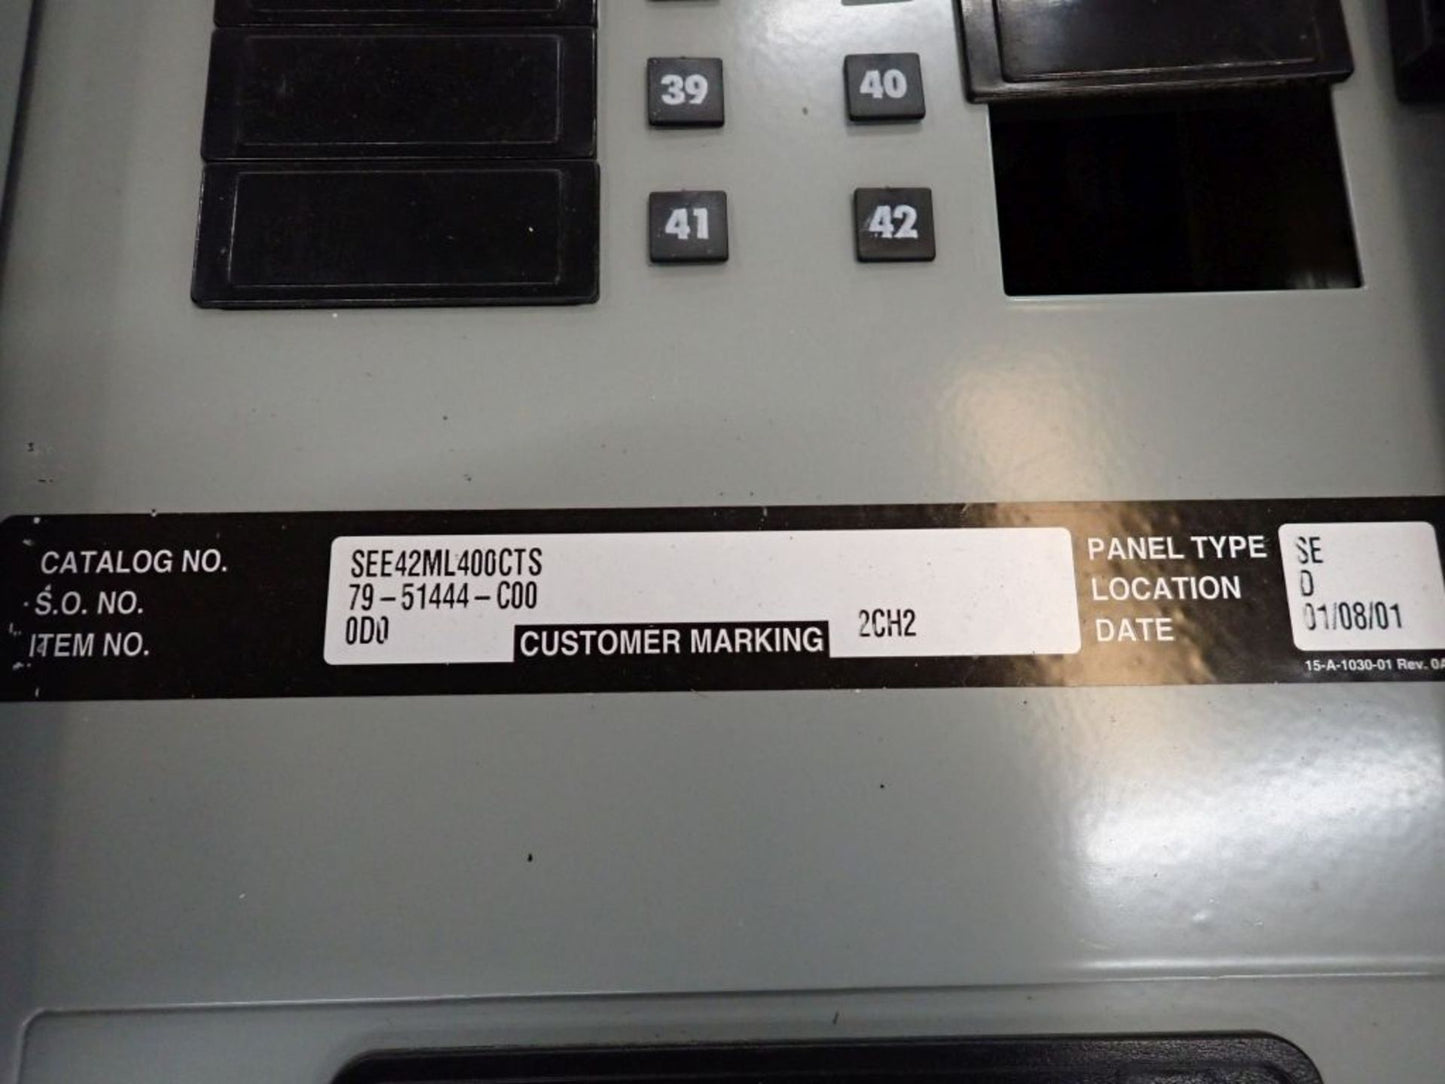 39 40
41 42
CATALOG NO. SEE42ML400CTS PANEL TYPE SE
S.O. NO. 79-51444-C00 LOCATION D
ITEM NO. 0D0 CUSTOMER MARKING 2CH2 DATE 01/08/01
15-A-1030-01 Rev. 0A